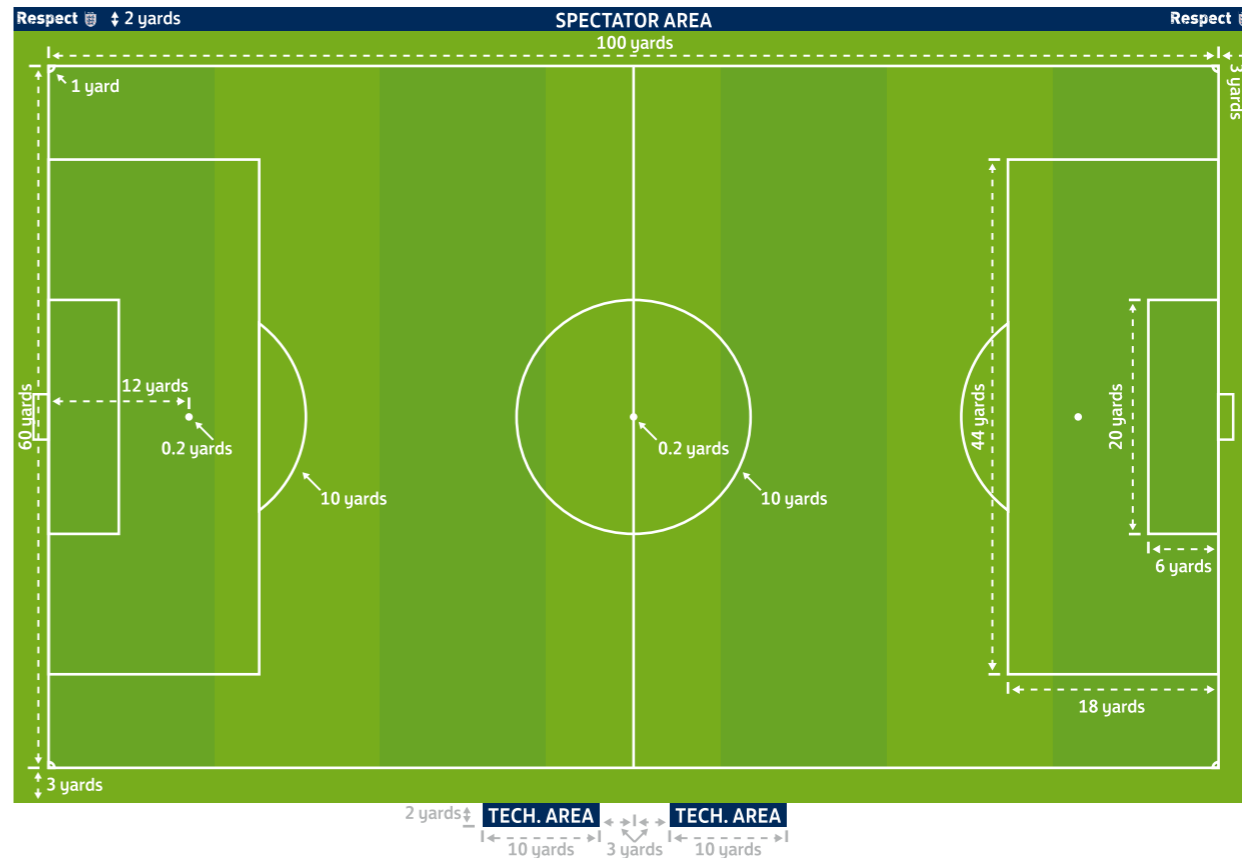 Respect 2 yards SPECTATOR AREA Respect
100 yards
3 yards
1 yard
12 yards
60 yards
0.2 yards
10 yards
0.2 yards
10 yards
44 yards
20 yards
6 yards
18 yards
3 yards
2 yards TECH. AREA TECH. AREA
10 yards 3 yards 10 yards